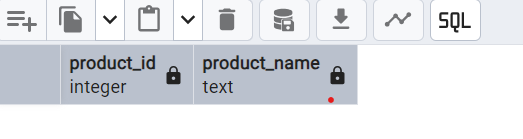 SQL
product_id product_name
integer text